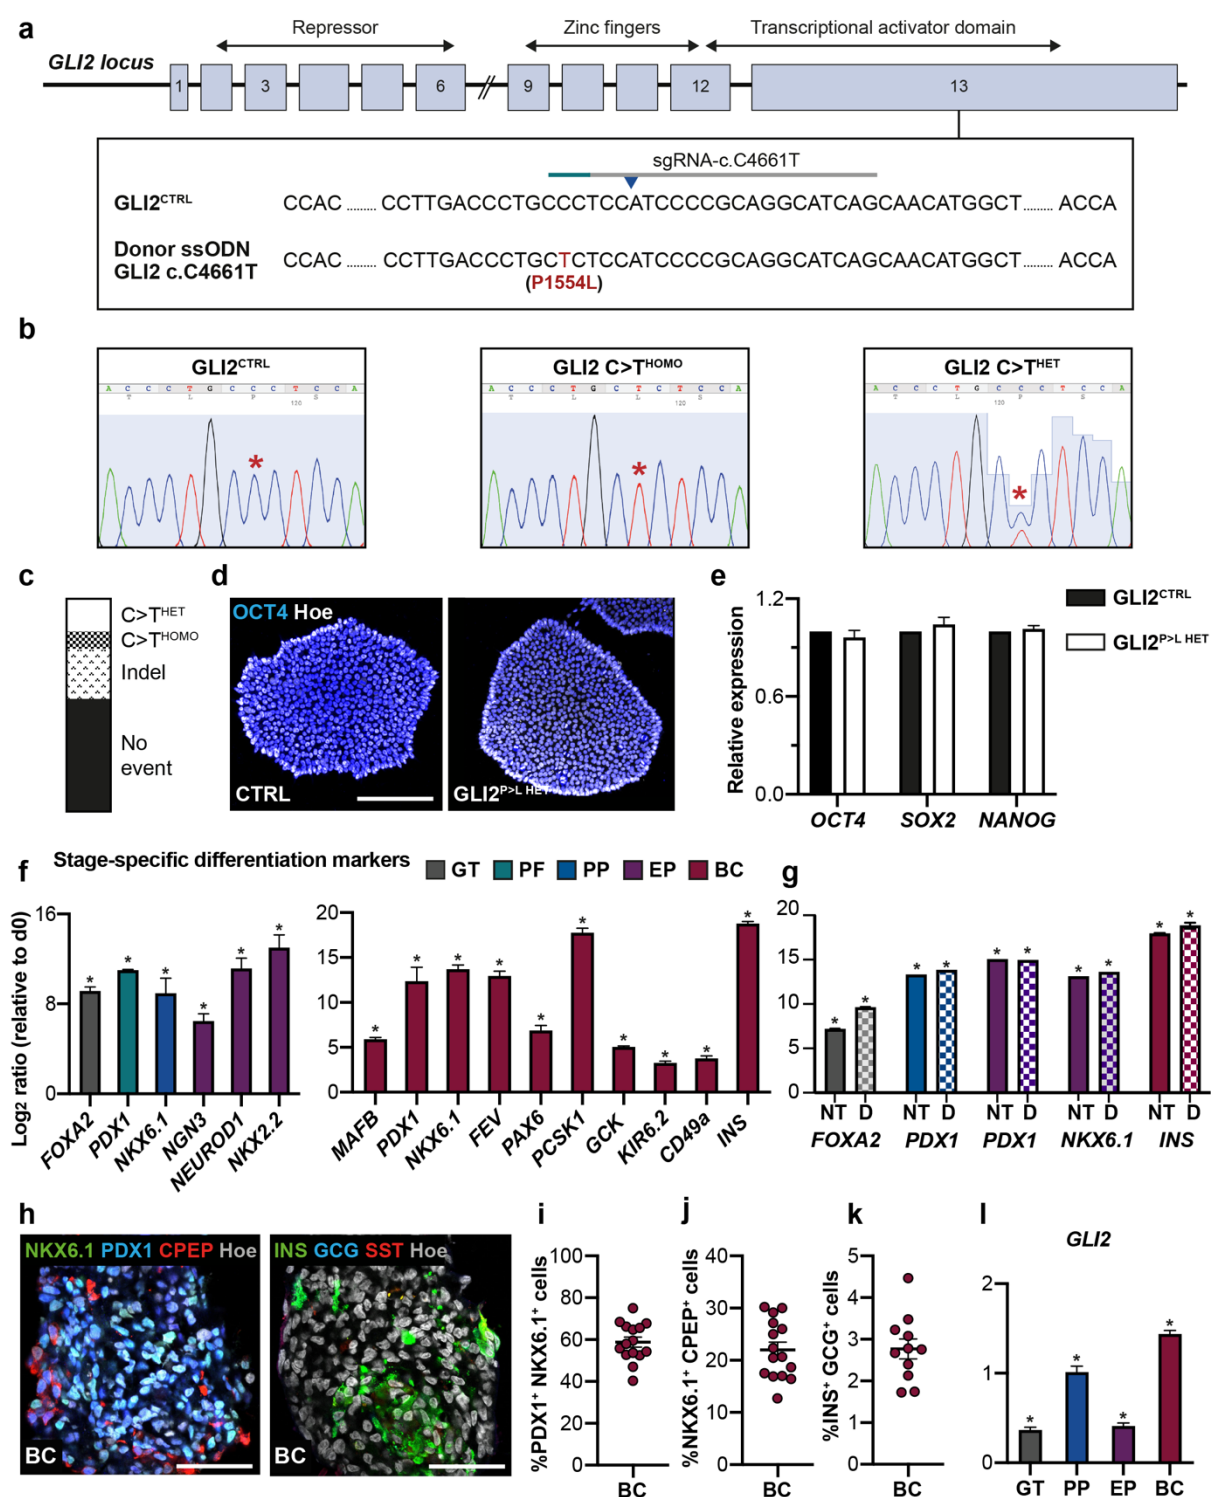 a
Repressor
Zinc fingers
Transcriptional activator domain
GLI2 locus
1
3
6
9
12
13
sgRNA-c.C4661T
GLI2CTRL
CCAC ......... CCTTGACCCTGCCCTCCATCCCCGCAGGCATCAGCAACATGGCT ......... ACCA
Donor ssODN
GLI2 c.C4661T
CCAC ......... CCTTGACCCTGCTCTCCATCCCCGCAGGCATCAGCAACATGGCT ......... ACCA
(P1554L)
b
GLI2CTRL
A C C C T G C C C T C C A
T L P S
130
*
GLI2 C>THOMO
A C C C T G C T C T C C A
T L L S
120
*
GLI2 C>THET
A C C C T G C C C T C C A
T L P S
130
*
c
C>THET
C>THOMO
Indel
No
event
d
OCT4 Hoe
CTRL
GLI2P>L HET
e
Relative expression
1.2
0.6
0.0
OCT4 SOX2 NANOG
GLI2CTRL
GLI2P>L HET
f
Stage-specific differentiation markers
GT PF PP EP BC
Log2 ratio (relative to d0)
16
8
0
* * * * * *
FOXA2 PDX1 NKX6.1 NGN3 NEUROD1 NKX2.2
20
15
10
5
0
* * * * * * * * * *
MAFB PDX1 NKX6.1 FEV PAX6 PCSK1 GCK KIR6.2 CD49a INS
g
20
15
10
5
0
* * * * * * * * * *
NT D NT D NT D NT D NT D
FOXA2 PDX1 PDX1 NKX6.1 INS
h
NKX6.1 PDX1 CPEP Hoe
BC
INS GCG SST Hoe
BC
i
%PDX1+ NKX6.1+ cells
100
80
60
40
20
0
BC
j
%NKX6.1+ CPEP+ cells
40
30
20
10
0
BC
k
%INS+ GCG+ cells
5
4
3
2
1
0
BC
l
GLI2
2
1
0
* * * *
GT PP EP BC